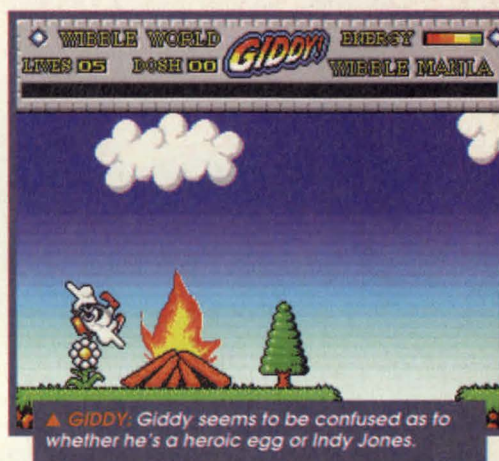 WIBBLE WORLD GIDDY! ENERGY
LIVES 05 DOSH 00 WIBBLE MANIA
▲ GIDDY: Giddy seems to be confused as to
whether he's a heroic egg or Indy Jones.